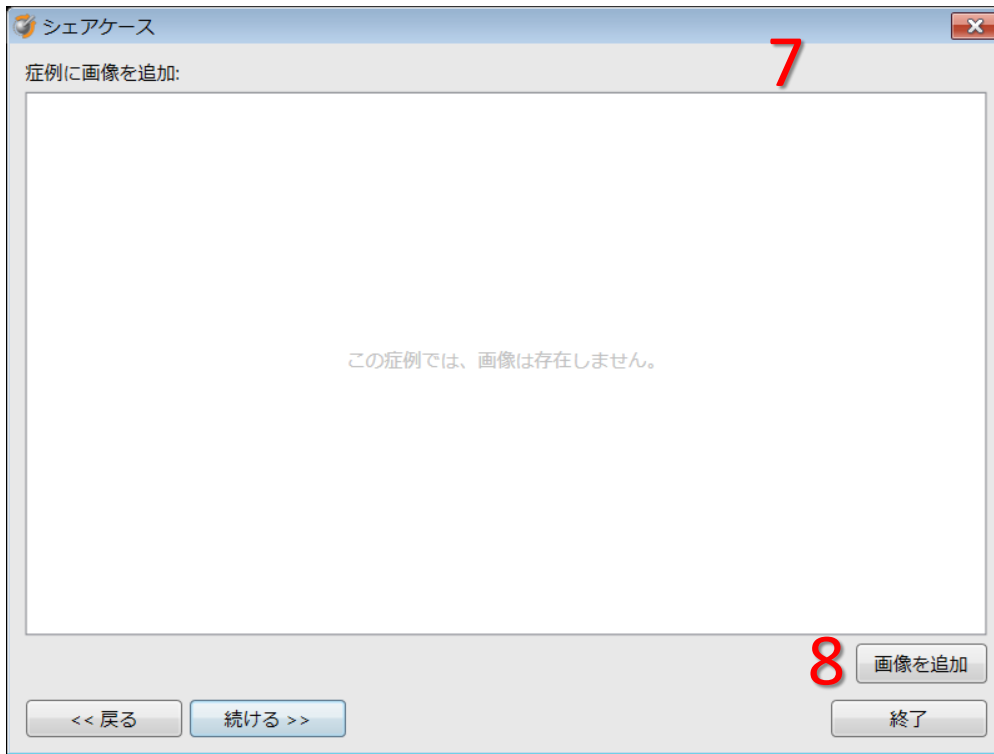 シェアケース
7
症例に画像を追加:
この症例では、画像は存在しません。
8
画像を追加
<< 戻る
続ける >>
終了